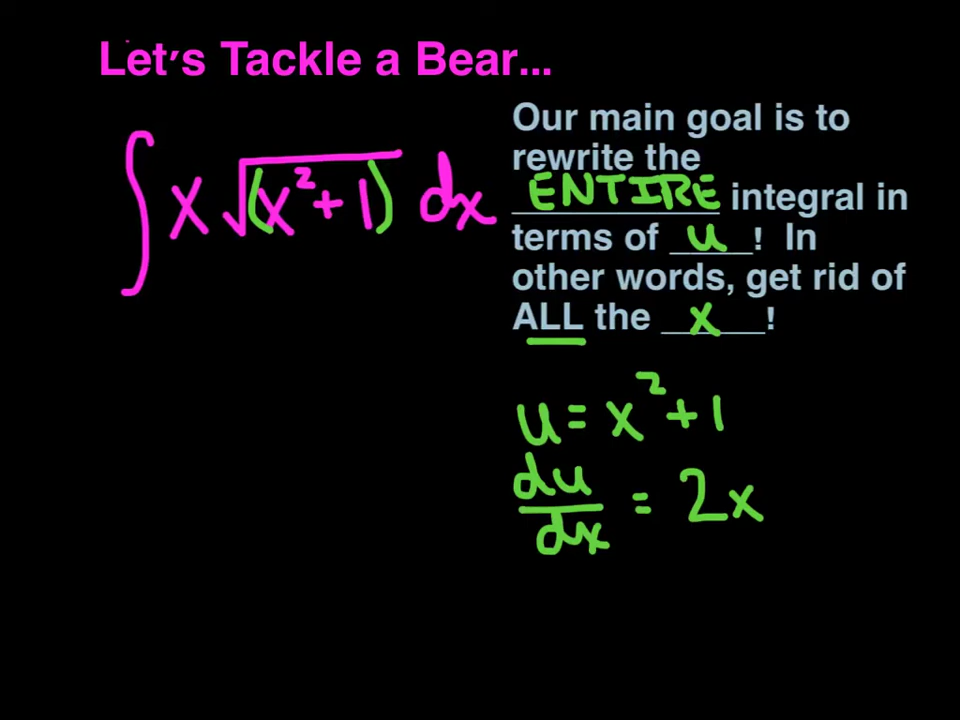 Let's Tackle a Bear...
∫ x √(x²+1) dx
Our main goal is to
rewrite the
ENTIRE integral in
terms of u! In
other words, get rid of
ALL the x!
u = x² + 1
du/dx = 2x